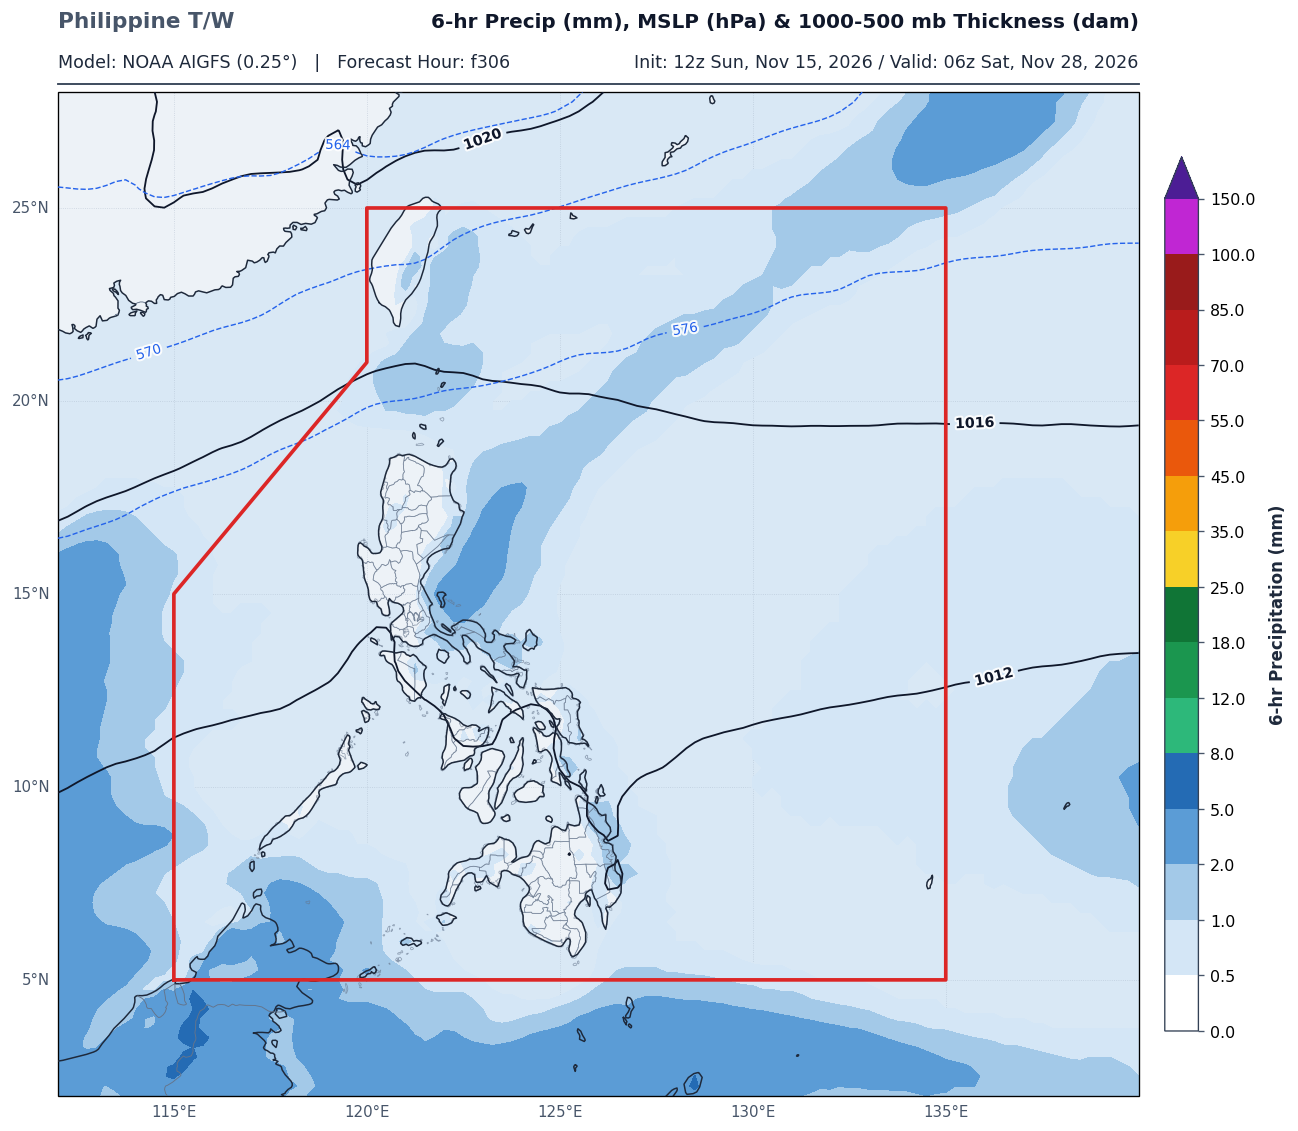 Philippine T/W
6-hr Precip (mm), MSLP (hPa) & 1000-500 mb Thickness (dam)
Model: NOAA AIGFS (0.25°) | Forecast Hour: f306
Init: 12z Sun, Nov 15, 2026 / Valid: 06z Sat, Nov 28, 2026
564
1020
570
576
1016
1012
25°N
20°N
15°N
10°N
5°N
115°E
120°E
125°E
130°E
135°E
150.0
100.0
85.0
70.0
55.0
45.0
35.0
25.0
18.0
12.0
8.0
5.0
2.0
1.0
0.5
0.0
6-hr Precipitation (mm)